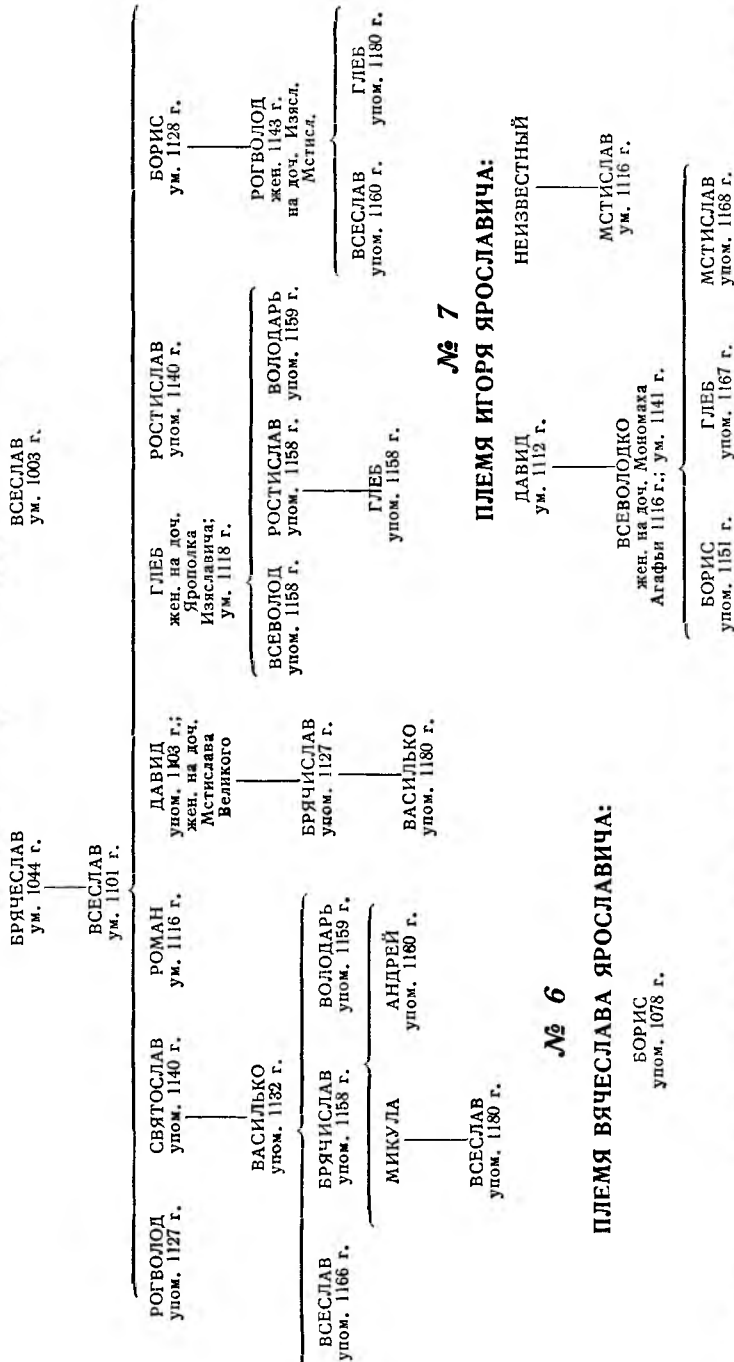 БРЯЧЕСЛАВ
ум. 1044 г.
ВСЕСЛАВ
ум. 1003 г.
ВСЕСЛАВ
ум. 1101 г.
РОГВОЛОД
упом. 1127 г.
СВЯТОСЛАВ
упом. 1140 г.
РОМАН
ум. 1116 г.
ДАВИД
упом. 1103 г.;
жен. на доч.
Мстислава
Великого
ГЛЕБ
жен. на доч.
Ярополка
Изяславича;
ум. 1118 г.
РОСТИСЛАВ
упом. 1140 г.
БОРИС
ум. 1128 г.
ВАСИЛЬКО
упом. 1132 г.
БРЯЧИСЛАВ
упом. 1127 г.
ВСЕВОЛОД
упом. 1158 г.
РОСТИСЛАВ
упом. 1158 г.
ВОЛОДАРЬ
упом. 1159 г.
РОГВОЛОД
жен. 1143 г.
на доч. Изясл.
Мстисл.
ВСЕСЛАВ
упом. 1166 г.
БРЯЧИСЛАВ
упом. 1158 г.
ВОЛОДАРЬ
упом. 1159 г.
ВАСИЛЬКО
упом. 1180 г.
ГЛЕБ
упом. 1158 г.
ВСЕСЛАВ
упом. 1160 г.
ГЛЕБ
упом. 1180 г.
МИКУЛА
АНДРЕЙ
упом. 1160 г.
ВСЕСЛАВ
упом. 1180 г.
№ 6
ПЛЕМЯ ВЯЧЕСЛАВА ЯРОСЛАВИЧА:
БОРИС
упом. 1078 г.
№ 7
ПЛЕМЯ ИГОРЯ ЯРОСЛАВИЧА:
ДАВИД
ум. 1112 г.
НЕИЗВЕСТНЫЙ
ВСЕВОЛОДКО
жен. на доч. Мономаха
Агафьи 1116 г.; ум. 1141 г.
МСТИСЛАВ
ум. 1116 г.
БОРИС
упом. 1151 г.
ГЛЕБ
упом. 1167 г.
МСТИСЛАВ
упом. 1168 г.